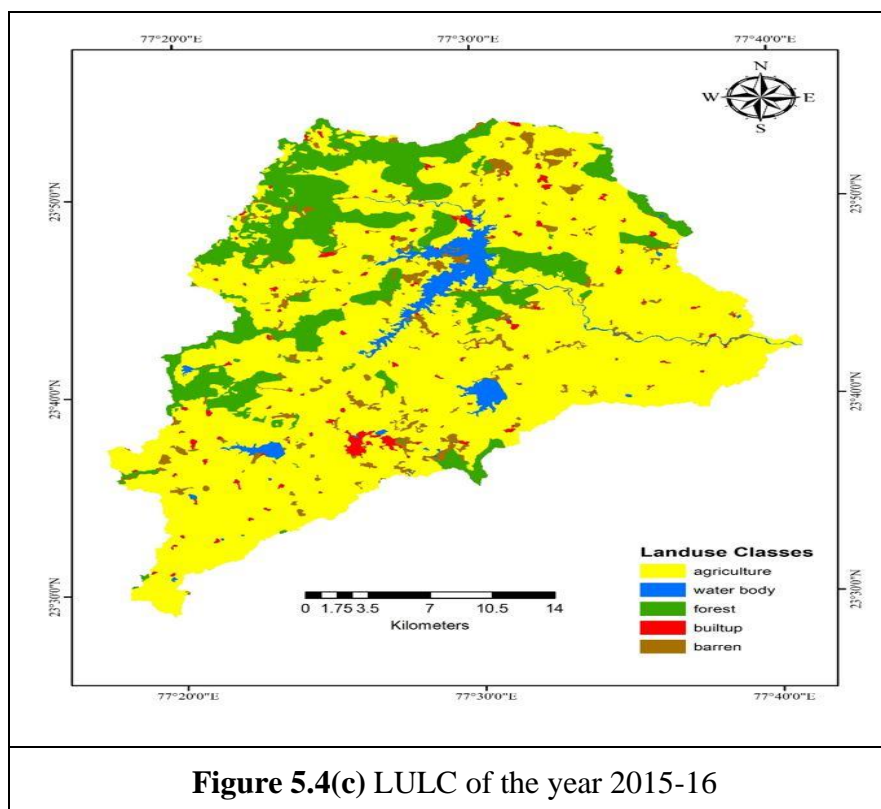 77°20'0"E 77°30'0"E 77°40'0"E
N
W E
S
23°50'0"N 23°50'0"N
23°40'0"N 23°40'0"N
23°30'0"N 23°30'0"N
Landuse Classes
agriculture
water body
forest
builtup
barren
0 1.75 3.5 7 10.5 14
Kilometers
77°20'0"E 77°30'0"E 77°40'0"E
Figure 5.4(c) LULC of the year 2015-16